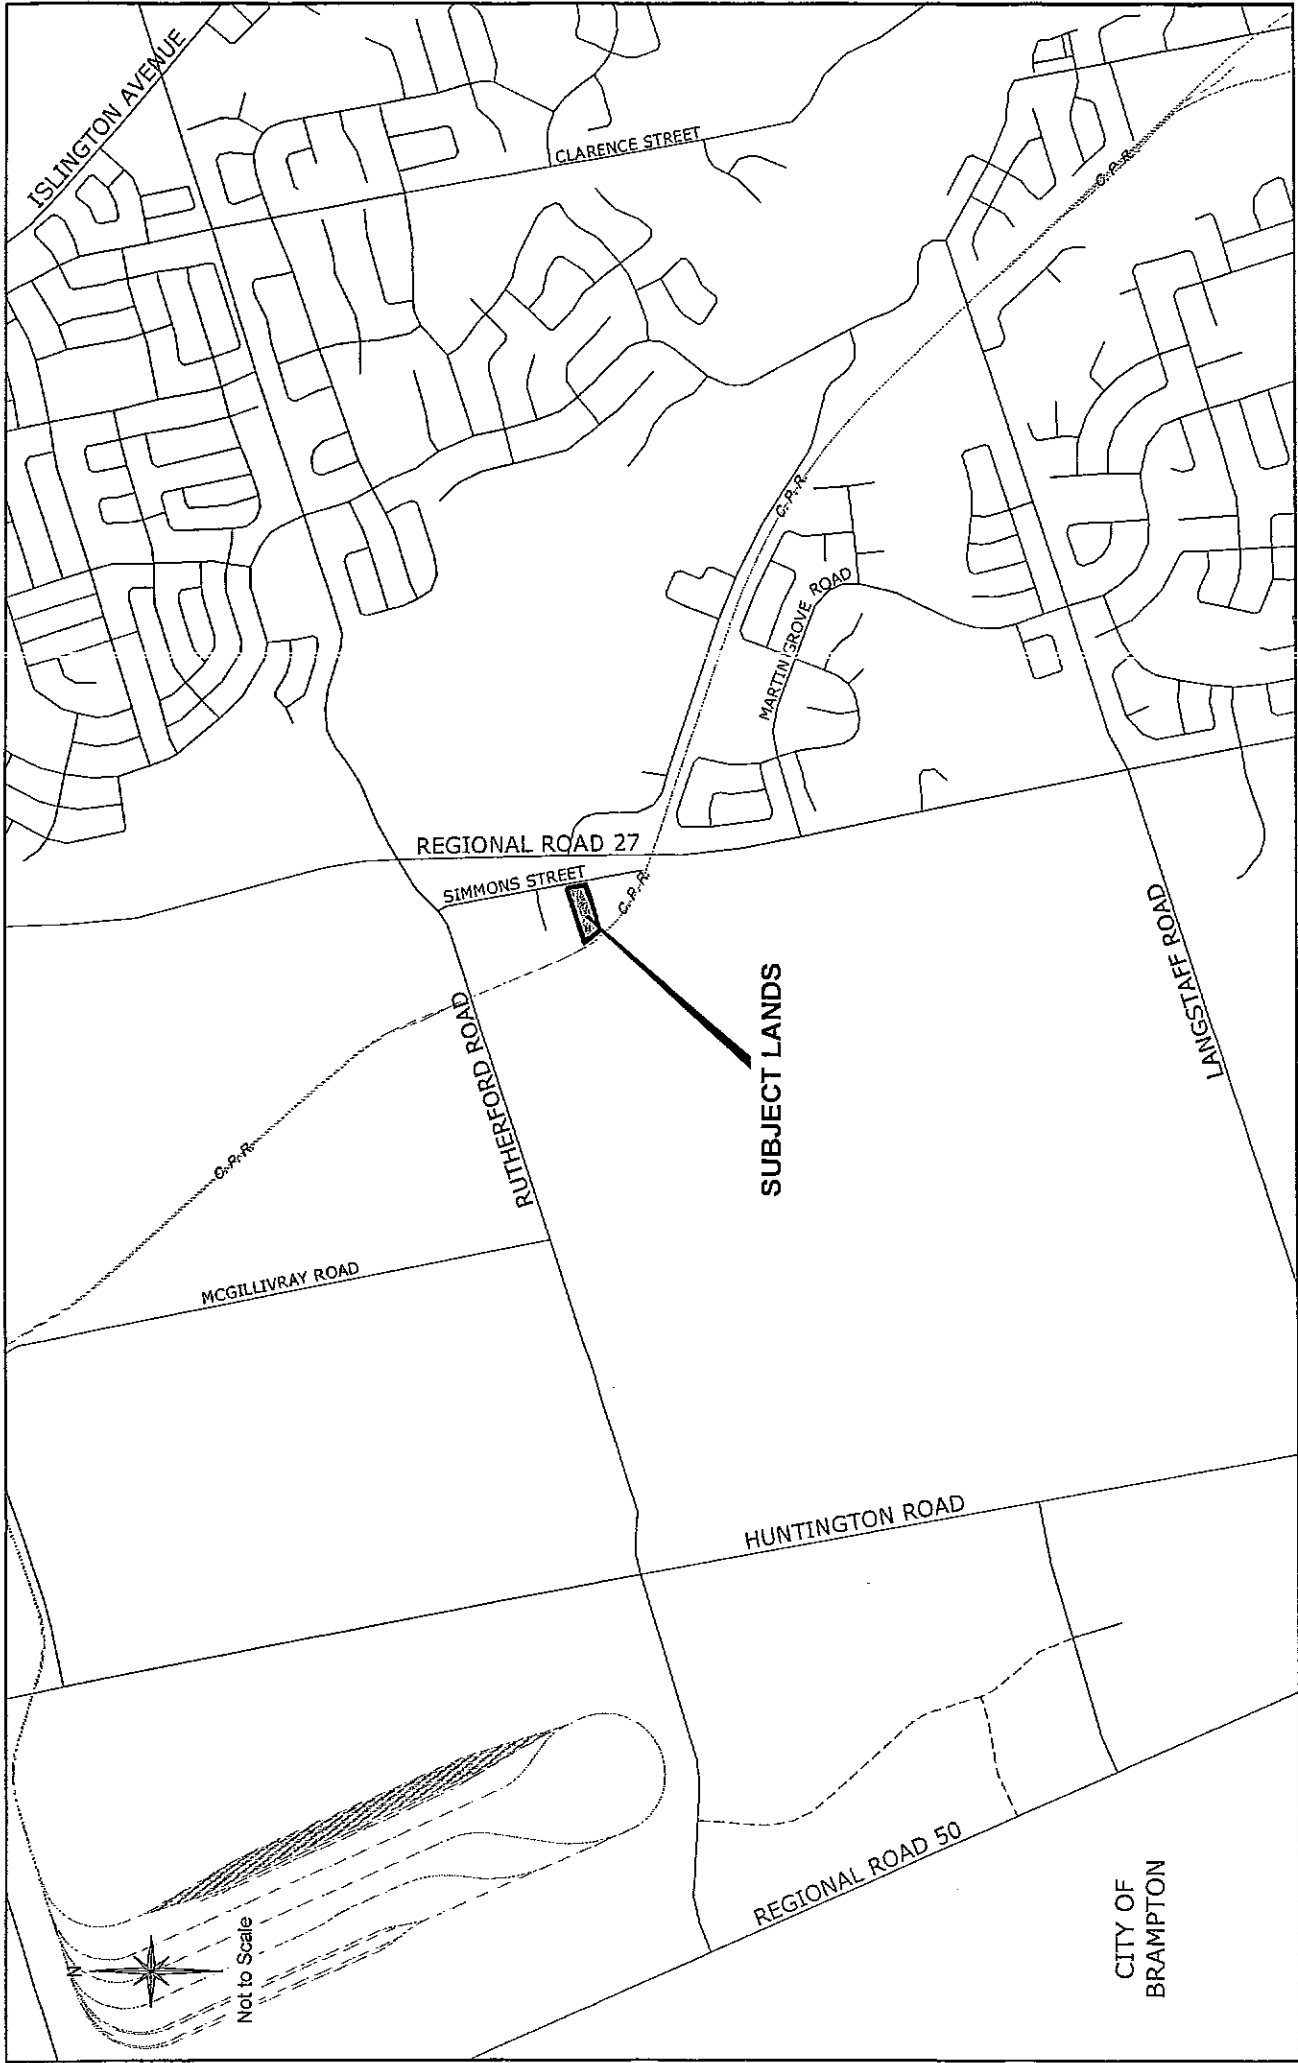 ISLINGTON AVENUE
CLARENCE STREET
C.P.R.
C.P.R.
MARTIN GROVE ROAD
REGIONAL ROAD 27
SIMMONS STREET
C.P.R.
RUTHERFORD ROAD
SUBJECT LANDS
LANGSTAFF ROAD
C.P.R.
MCGILLIVRAY ROAD
HUNTINGTON ROAD
REGIONAL ROAD 50
N
Not to Scale
CITY OF
BRAMPTON